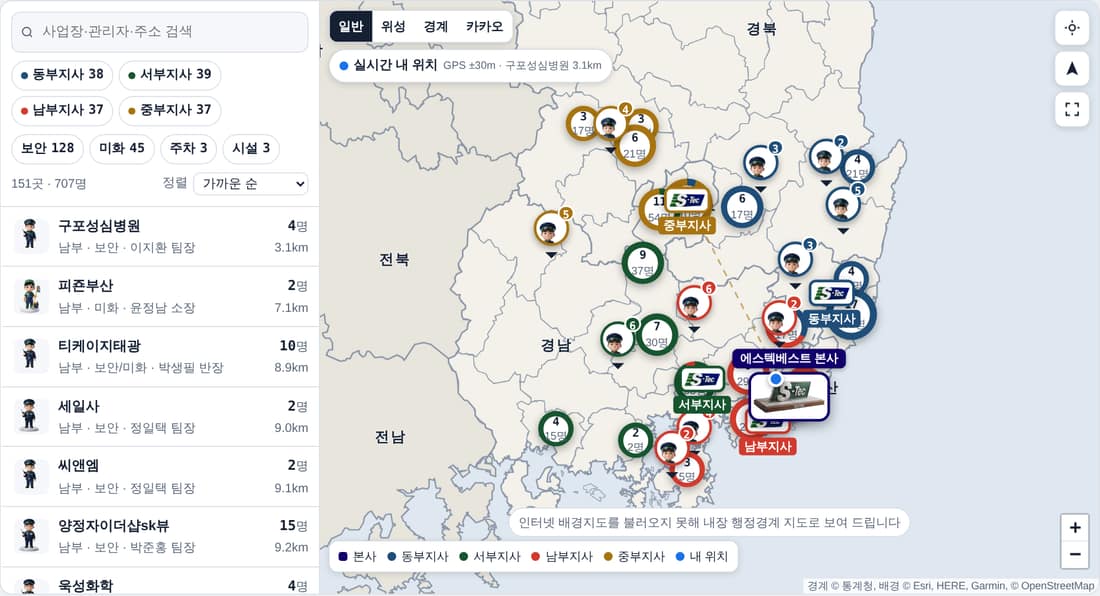 사업장·관리자·주소 검색
동부지사 38
서부지사 39
남부지사 37
중부지사 37
보안 128
미화 45
주차 3
시설 3
151곳 · 707명
정렬
가까운 순
구포성심병원
4명
남부 · 보안 · 이지환 팀장
3.1km
피죤부산
2명
남부 · 미화 · 윤정남 소장
7.1km
티케이지태광
10명
남부 · 보안/미화 · 박생필 반장
8.9km
세일사
2명
남부 · 보안 · 정일택 팀장
9.0km
씨앤엠
2명
남부 · 보안 · 정일택 팀장
9.1km
양정자이더샵sk뷰
15명
남부 · 보안 · 박준홍 팀장
9.2km
욱성화학
4명
일반
위성
경계
카카오
실시간 내 위치
GPS ±30m · 구포성심병원 3.1km
경북
3
17명
4
3
6
21명
3
2
4
21명
5
S-Tec
중부지사
6
17명
5
전북
9
37명
3
4
6
S-Tec
동부지사
2
6
7
30명
경남
에스텍베스트 본사
S-Tec
S-Tec
서부지사
남부지사
4
15명
2
2명
2
3
5명
전남
인터넷 배경지도를 불러오지 못해 내장 행정경계 지도로 보여 드립니다
본사
동부지사
서부지사
남부지사
중부지사
내 위치
+
−
경계 © 통계청, 배경 © Esri, HERE, Garmin, © OpenStreetMap